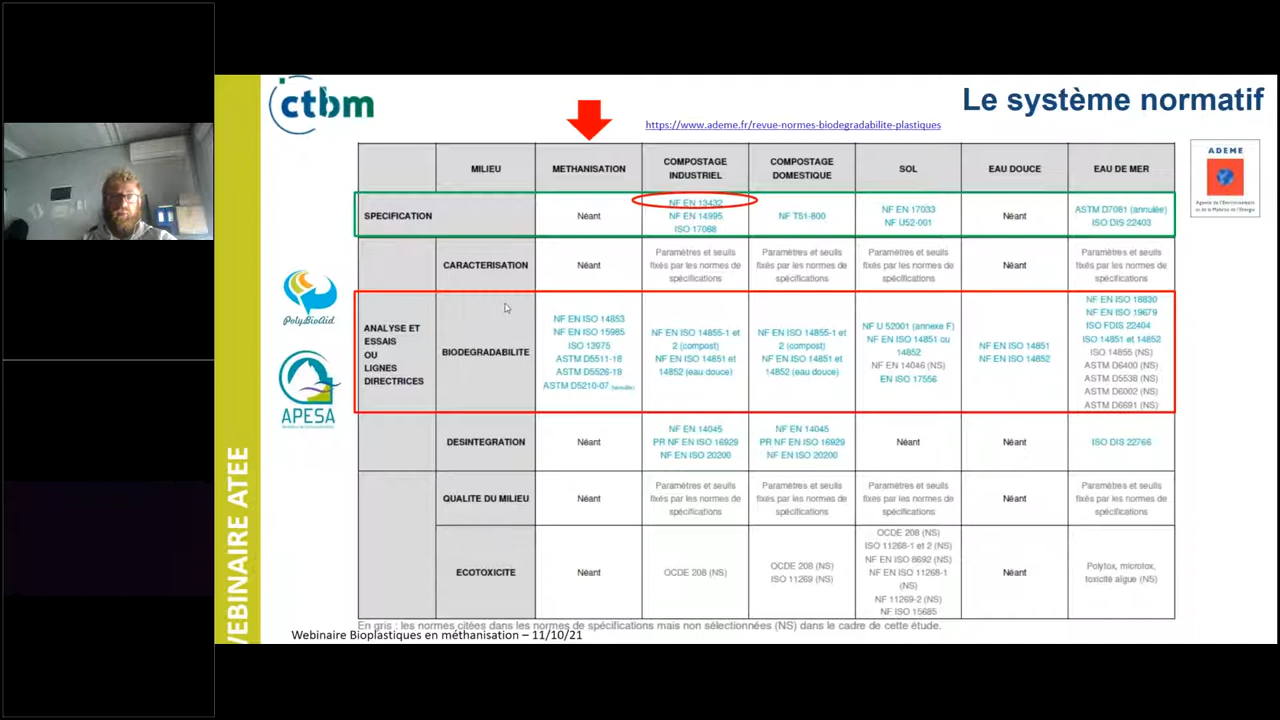 ctbm
Le système normatif
https://www.ademe.fr/revue-normes-biodegradabilite-plastiques
ADEME
Agence de l'Environnement
et de la Maîtrise de l'Energie
MILIEU
METHANISATION
COMPOSTAGE
INDUSTRIEL
COMPOSTAGE
DOMESTIQUE
SOL
EAU DOUCE
EAU DE MER
SPECIFICATION
Néant
NF EN 13432
NF EN 14995
ISO 17088
NF T51-800
NF EN 17033
NF U52-001
Néant
ASTM D7081 (annulée)
ISO DIS 22403
CARACTERISATION
Néant
Paramètres et seuils
fixés par les normes de
spécifications
Paramètres et seuils
fixés par les normes de
spécifications
Paramètres et seuils
fixés par les normes de
spécifications
Néant
Paramètres et seuils
fixés par les normes de
spécifications
ANALYSE ET
ESSAIS
OU
LIGNES
DIRECTRICES
BIODEGRADABILITE
NF EN ISO 14853
NF EN ISO 15985
ISO 13975
ASTM D5511-18
ASTM D5526-18
ASTM D5210-07 (annulée)
NF EN ISO 14855-1 et
2 (compost)
NF EN ISO 14851 et
14852 (eau douce)
NF EN ISO 14855-1 et
2 (compost)
NF EN ISO 14851 et
14852 (eau douce)
NF U 52001 (annexe F)
NF EN ISO 14851 ou
14852
NF EN 14046 (NS)
EN ISO 17556
NF EN ISO 14851
NF EN ISO 14852
NF EN ISO 18830
NF EN ISO 19679
ISO FDIS 22404
ISO 14851 et 14852
ISO 14855 (NS)
ASTM D6400 (NS)
ASTM D5538 (NS)
ASTM D6002 (NS)
ASTM D6691 (NS)
DESINTEGRATION
Néant
NF EN 14045
PR NF EN ISO 16929
NF EN ISO 20200
NF EN 14045
PR NF EN ISO 16929
NF EN ISO 20200
Néant
Néant
ISO DIS 22766
QUALITE DU MILIEU
Néant
Paramètres et seuils
fixés par les normes de
spécifications
Paramètres et seuils
fixés par les normes de
spécifications
Paramètres et seuils
fixés par les normes de
spécifications
Néant
Paramètres et seuils
fixés par les normes de
spécifications
ECOTOXICITE
Néant
OCDE 208 (NS)
OCDE 208 (NS)
ISO 11269 (NS)
OCDE 208 (NS)
ISO 11268-1 et 2 (NS)
NF EN ISO 8692 (NS)
NF EN ISO 11268-1
(NS)
NF 11269-2 (NS)
NF ISO 15685
Néant
Polytox, microtox,
toxicité algue (NS)
En gris : les normes citées dans les normes de spécifications mais non sélectionnées (NS) dans le cadre de cette étude.
Webinaire Bioplastiques en méthanisation – 11/10/21
PolyBioAid
APESA
WEBINAIRE ATEE